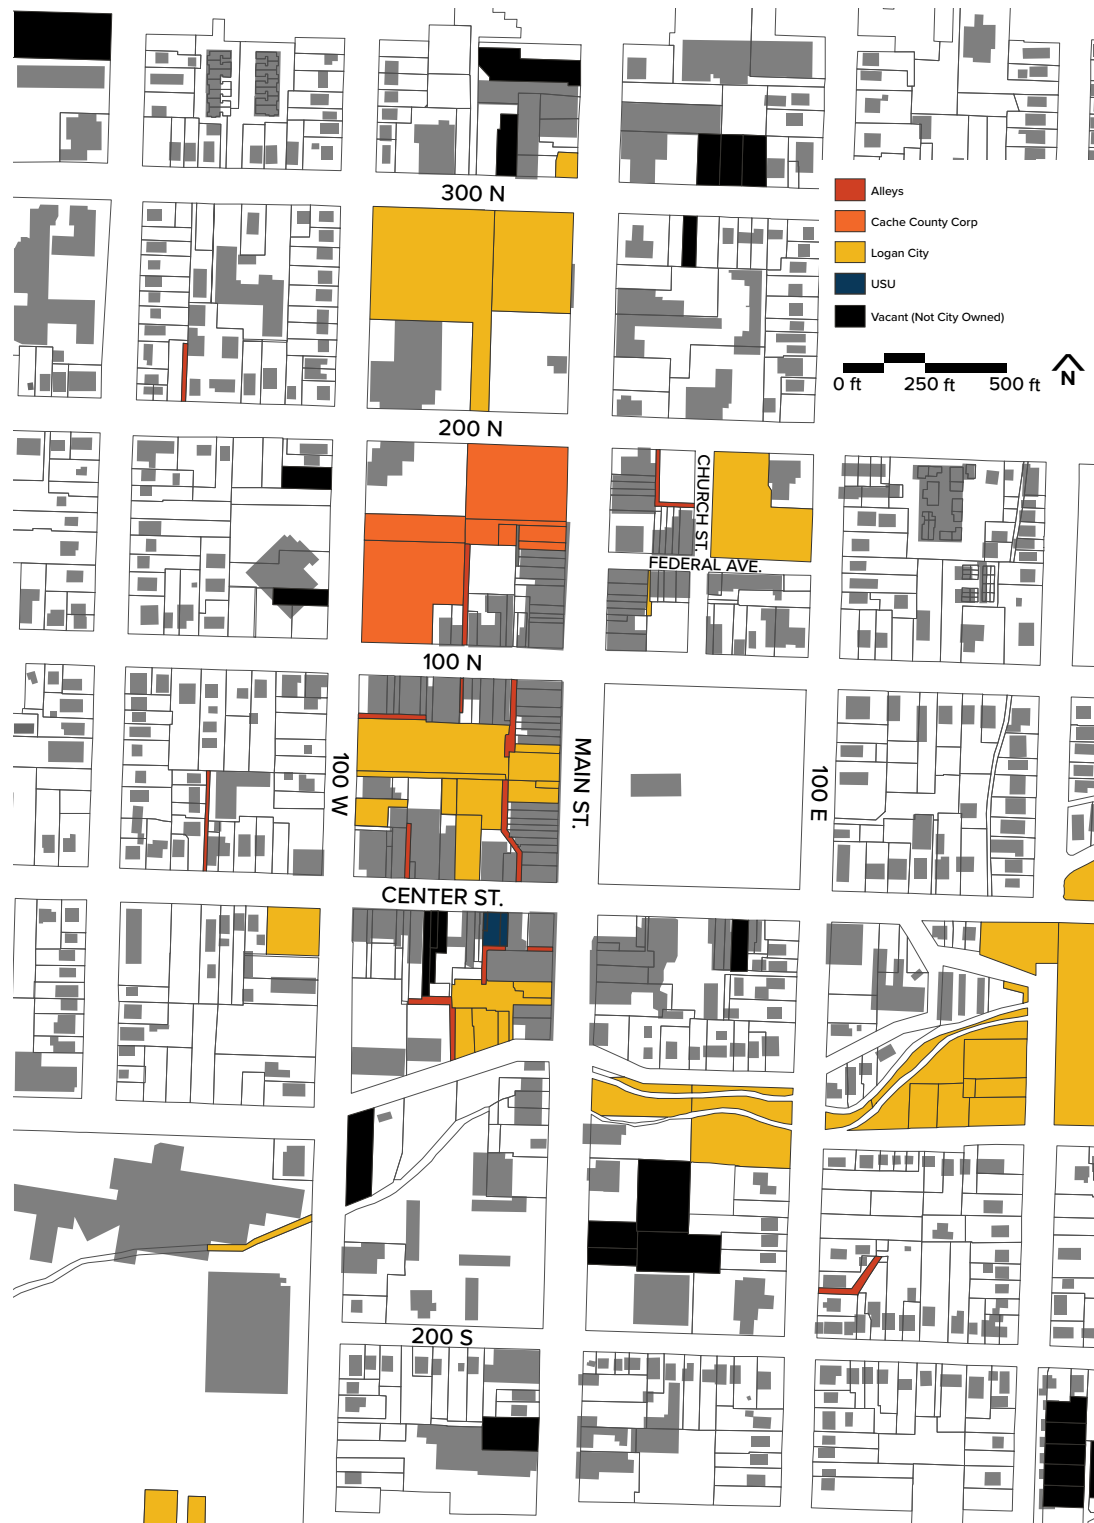 300 N
Alleys
Cache County Corp
Logan City
USU
Vacant (Not City Owned)
0 ft 250 ft 500 ft N
200 N
CHURCH ST.
FEDERAL AVE.
100 N
100 W
MAIN ST.
100 E
CENTER ST.
200 S